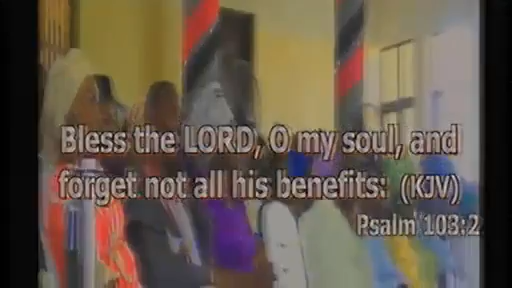 Bless the LORD, O my soul, and
forget not all his benefits: (KJV)
Psalm 103:2